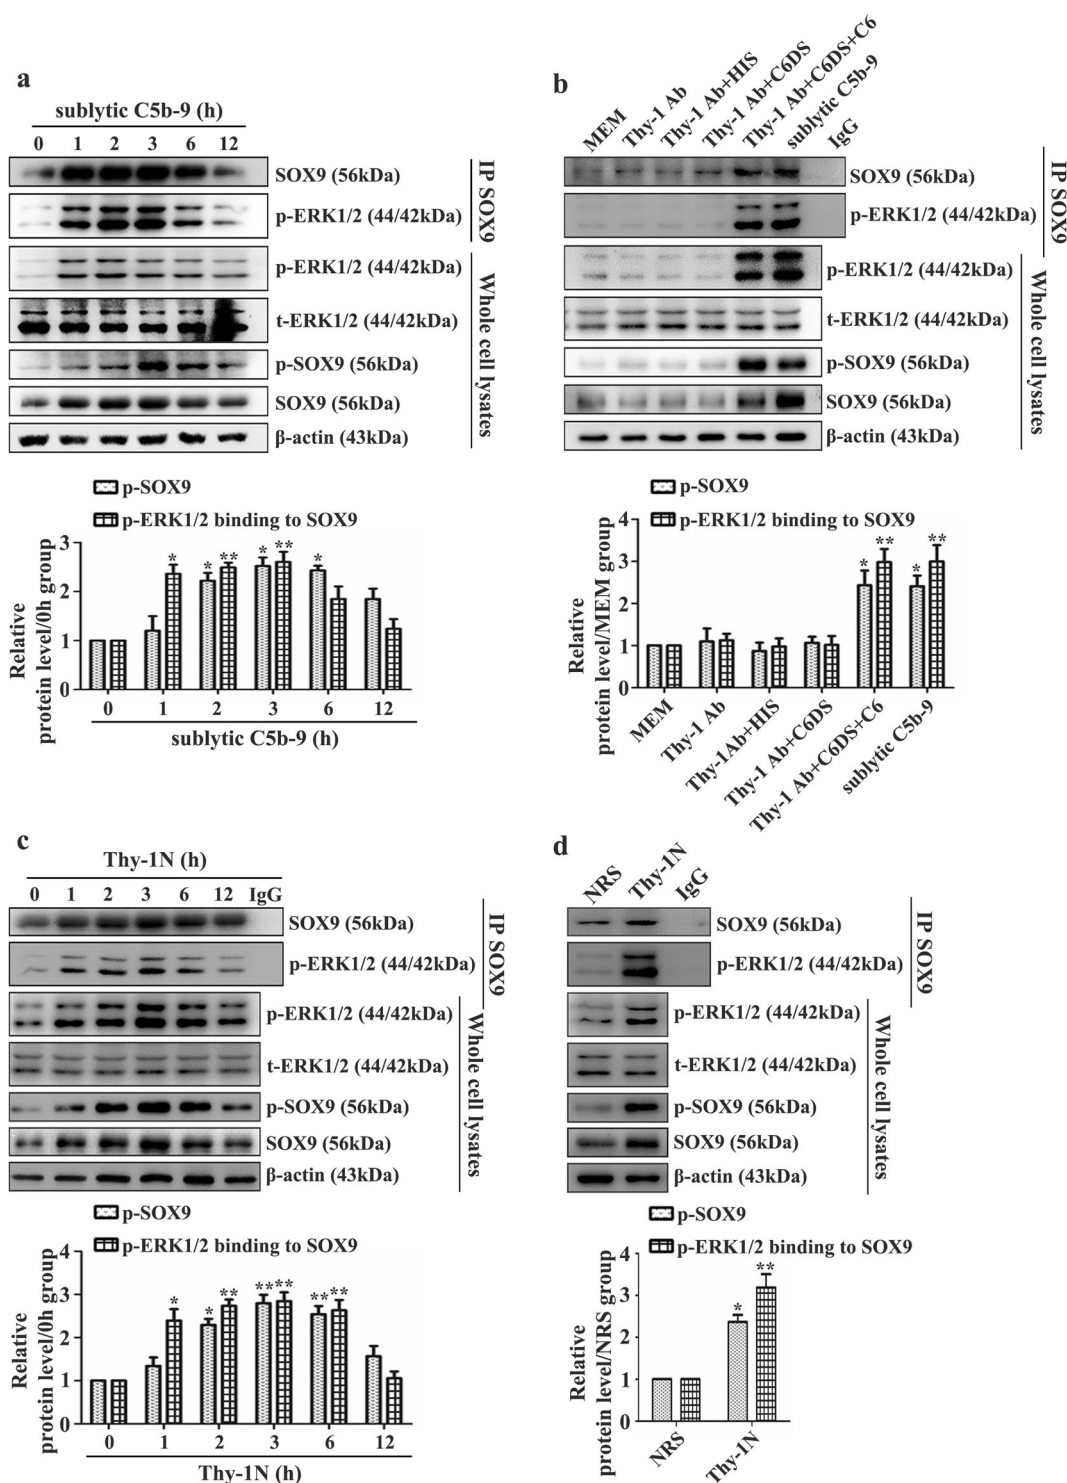 a
sublytic C5b-9 (h)
0 1 2 3 6 12
SOX9 (56kDa)
p-ERK1/2 (44/42kDa)
IP SOX9
p-ERK1/2 (44/42kDa)
t-ERK1/2 (44/42kDa)
p-SOX9 (56kDa)
SOX9 (56kDa)
β-actin (43kDa)
Whole cell lysates
p-SOX9
p-ERK1/2 binding to SOX9
Relative
protein level/0h group
3
2
1
0
0 1 2 3 6 12
* * ** * ** *
sublytic C5b-9 (h)
b
MEM
Thy-1 Ab
Thy-1 Ab+HIS
Thy-1 Ab+C6DS
Thy-1 Ab+C6DS+C6
sublytic C5b-9
IgG
SOX9 (56kDa)
p-ERK1/2 (44/42kDa)
IP SOX9
p-ERK1/2 (44/42kDa)
t-ERK1/2 (44/42kDa)
p-SOX9 (56kDa)
SOX9 (56kDa)
β-actin (43kDa)
Whole cell lysates
p-SOX9
p-ERK1/2 binding to SOX9
Relative
protein level/MEM group
4
3
2
1
0
* ** * **
MEM
Thy-1 Ab
Thy-1Ab+HIS
Thy-1 Ab+C6DS
Thy-1 Ab+C6DS+C6
sublytic C5b-9
c
Thy-1N (h)
0 1 2 3 6 12 IgG
SOX9 (56kDa)
p-ERK1/2 (44/42kDa)
IP SOX9
p-ERK1/2 (44/42kDa)
t-ERK1/2 (44/42kDa)
p-SOX9 (56kDa)
SOX9 (56kDa)
β-actin (43kDa)
Whole cell lysates
p-SOX9
p-ERK1/2 binding to SOX9
Relative
protein level/0h group
4
3
2
1
0
* * ** ** ** ** **
0 1 2 3 6 12
Thy-1N (h)
d
NRS
Thy-1N
IgG
SOX9 (56kDa)
p-ERK1/2 (44/42kDa)
IP SOX9
p-ERK1/2 (44/42kDa)
t-ERK1/2 (44/42kDa)
p-SOX9 (56kDa)
SOX9 (56kDa)
β-actin (43kDa)
Whole cell lysates
p-SOX9
p-ERK1/2 binding to SOX9
Relative
protein level/NRS group
4
3
2
1
0
* **
NRS
Thy-1N